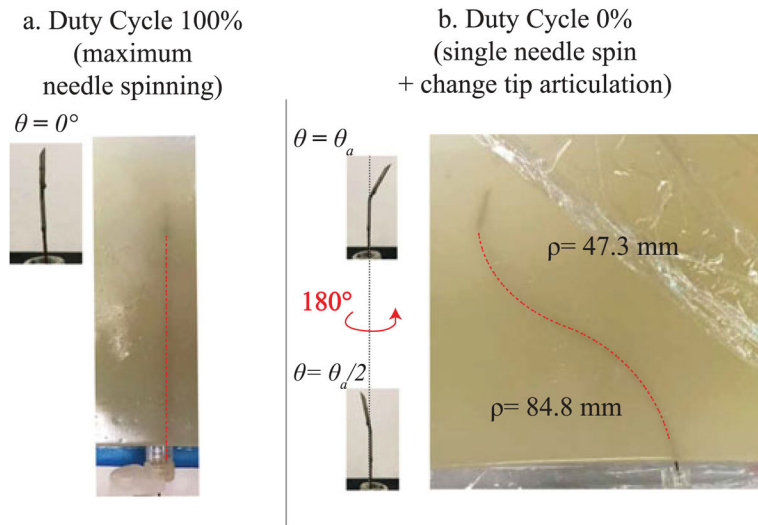 a. Duty Cycle 100%
(maximum
needle spinning)
θ = 0°
b. Duty Cycle 0%
(single needle spin
+ change tip articulation)
θ = θa
180°
θ= θa/2
ρ= 47.3 mm
ρ= 84.8 mm